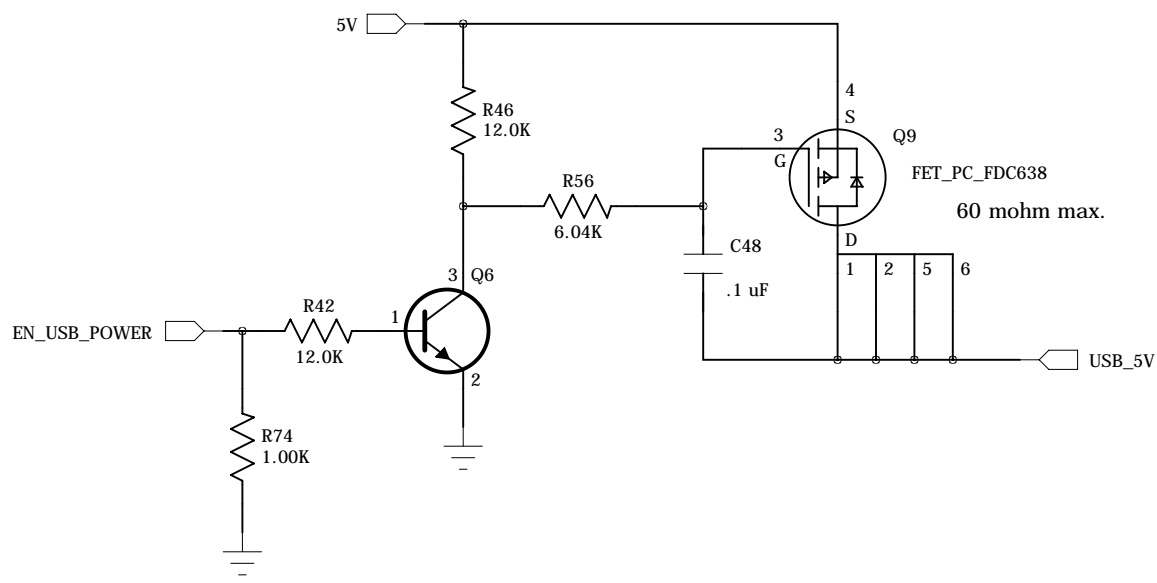 5V
4
R46
12.0K
S
3
Q9
G
FET_PC_FDC638
R56
60 mohm max.
6.04K
D
C48
1
2
5
6
3
Q6
.1 uF
R42
1
EN_USB_POWER
12.0K
USB_5V
2
R74
1.00K